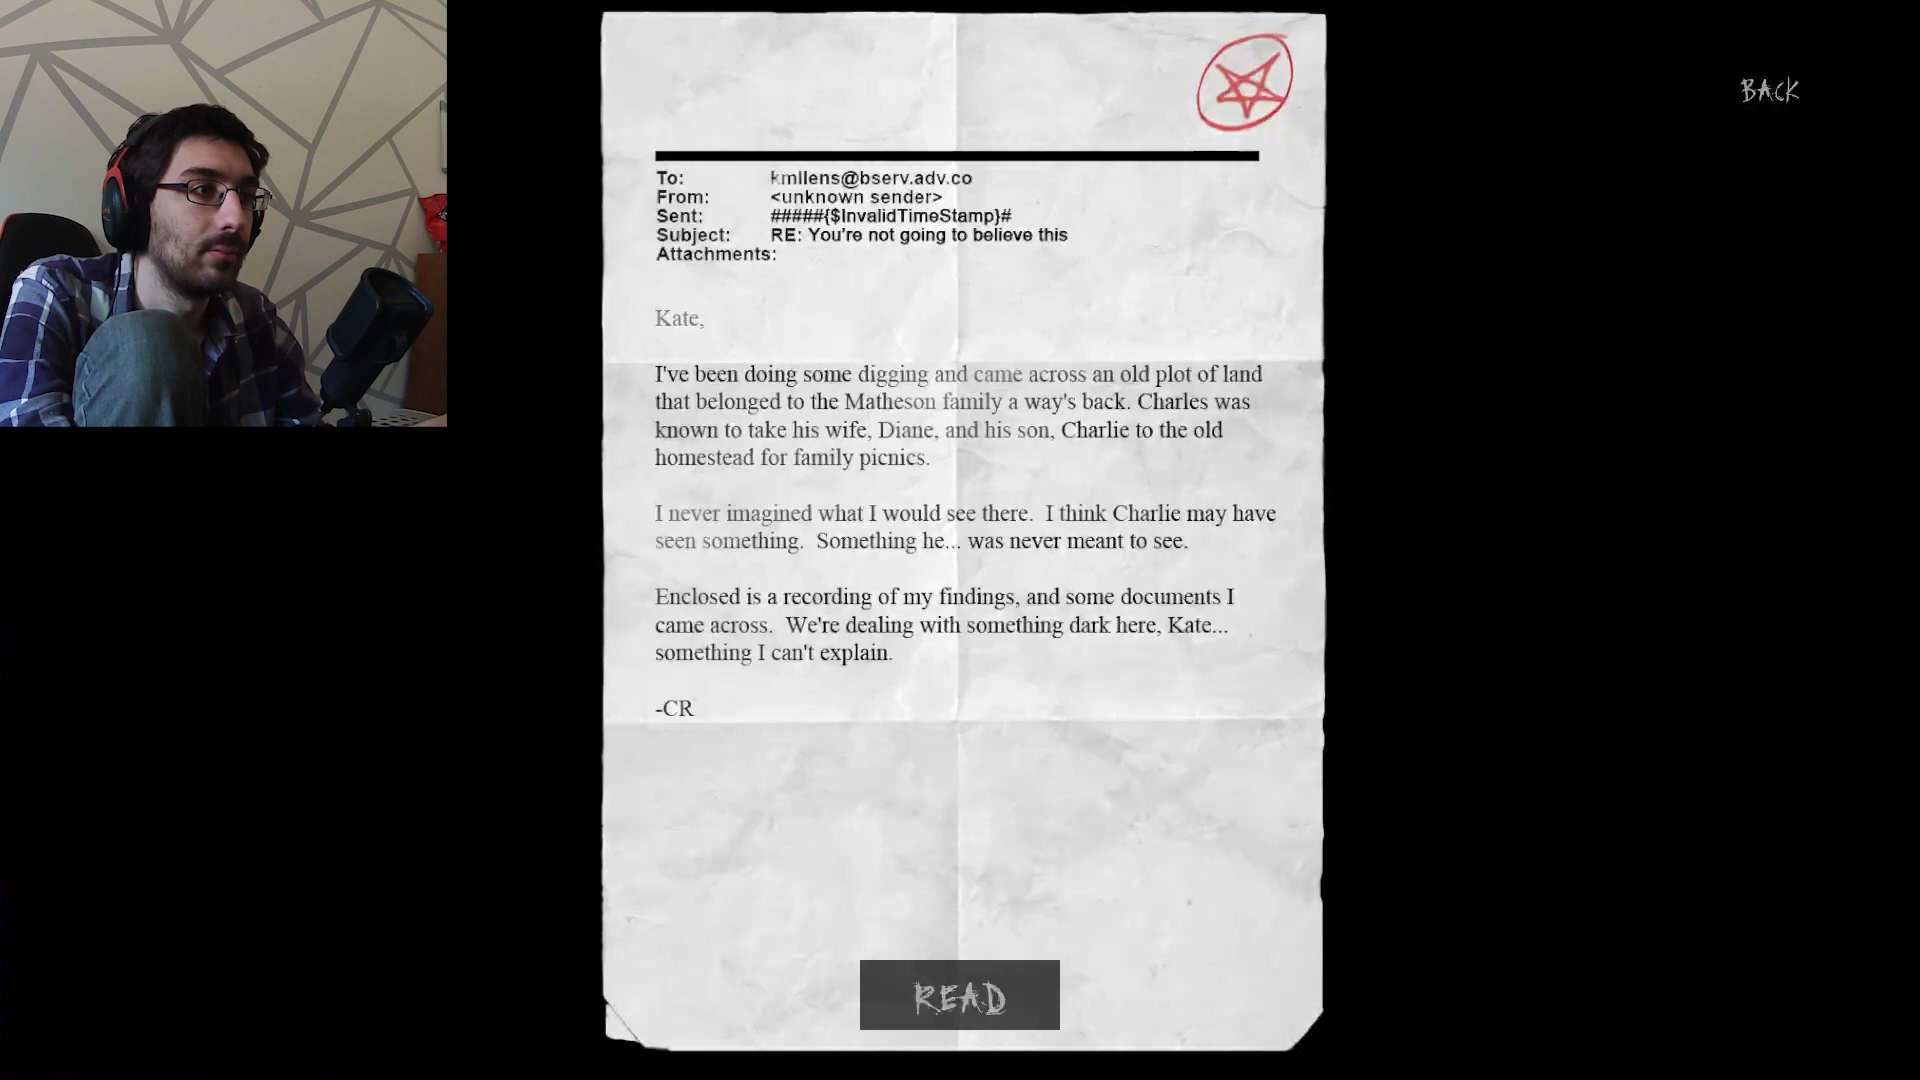 BACK
To: kmllens@bserv.adv.co
From: <unknown sender>
Sent: #####{$InvalidTimeStamp}#
Subject: RE: You're not going to believe this
Attachments:
Kate,
I've been doing some digging and came across an old plot of land
that belonged to the Matheson family a way's back. Charles was
known to take his wife, Diane, and his son, Charlie to the old
homestead for family picnics.
I never imagined what I would see there. I think Charlie may have
seen something. Something he... was never meant to see.
Enclosed is a recording of my findings, and some documents I
came across. We're dealing with something dark here, Kate...
something I can't explain.
-CR
READ